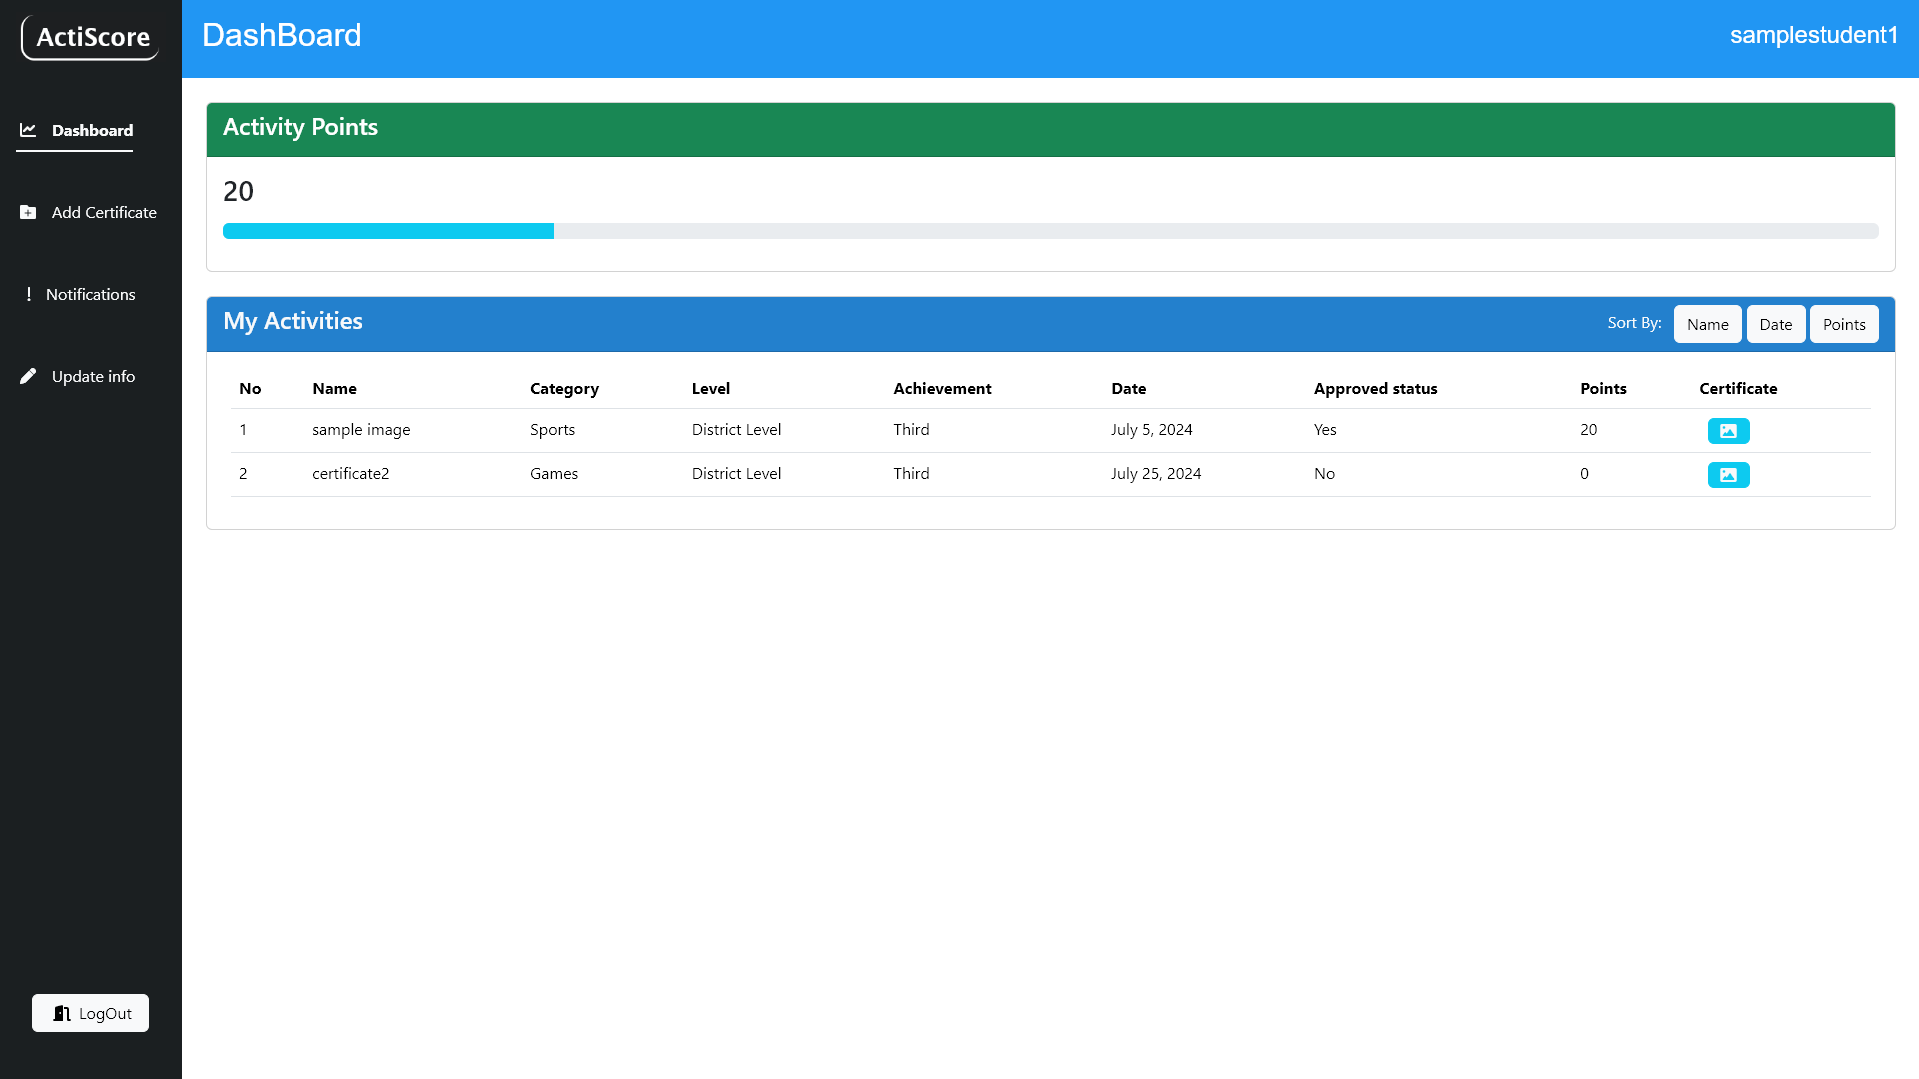 ActiScore
DashBoard
samplestudent1
Dashboard
Add Certificate
Notifications
Update info
LogOut
Activity Points
20
My Activities
Sort By: Name Date Points
No Name Category Level Achievement Date Approved status Points Certificate
1 sample image Sports District Level Third July 5, 2024 Yes 20
2 certificate2 Games District Level Third July 25, 2024 No 0